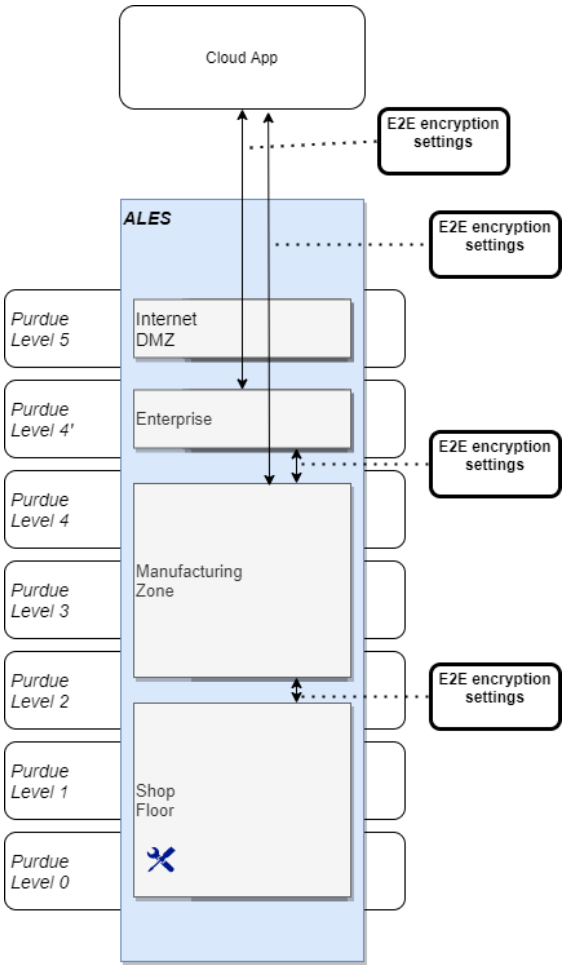 Cloud App
E2E encryption
settings
ALES
E2E encryption
settings
Purdue
Level 5
Internet
DMZ
Purdue
Level 4'
Enterprise
E2E encryption
settings
Purdue
Level 4
Manufacturing
Zone
Purdue
Level 3
Purdue
Level 2
E2E encryption
settings
Purdue
Level 1
Shop
Floor
Purdue
Level 0